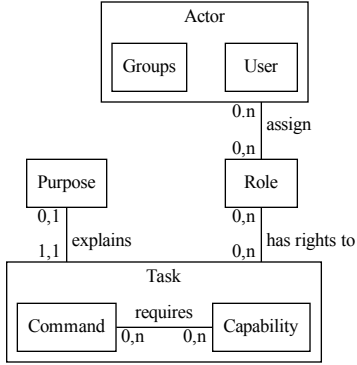 Actor
Groups
User
0.n
assign
0,n
Purpose
Role
0,1
0,n
explains
has rights to
1,1
0,n
Task
Command
requires
Capability
0,n
0,n